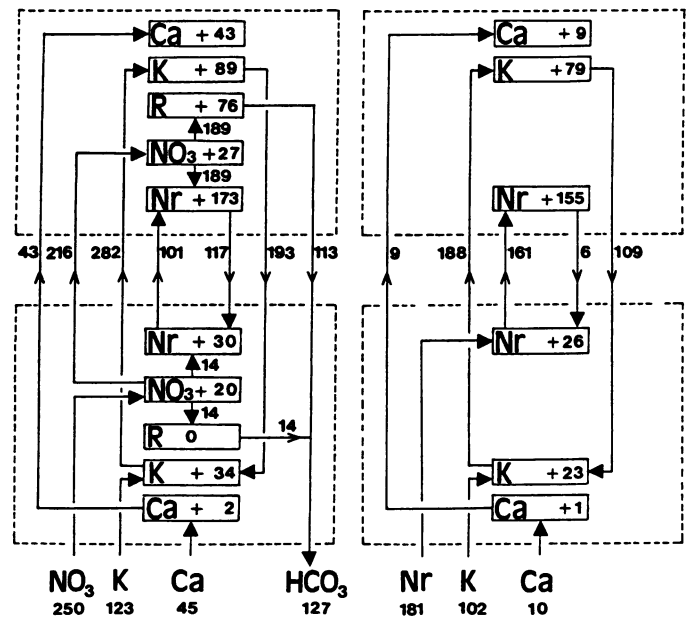 Ca + 43 Ca + 9
K + 89 K +79
R + 76
189
NO₃ +27
189
Nr + 173 Nr +155
43 216 282 101 117 193 113 9 188 161 6 109
Nr + 30 Nr +26
14
NO₃ + 20
14
R 0 14
K + 34 K +23
Ca + 2 Ca +1
NO₃ K Ca HCO₃ Nr K Ca
250 123 45 127 181 102 10